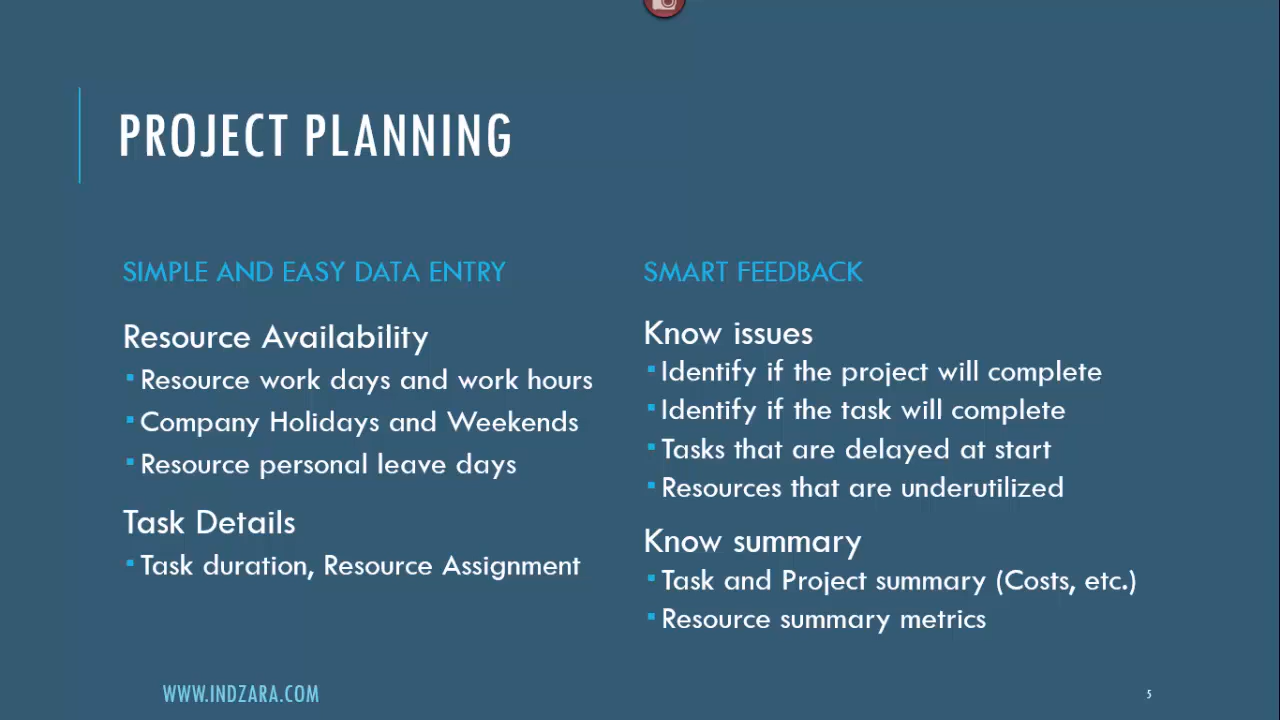 PROJECT PLANNING
SIMPLE AND EASY DATA ENTRY
Resource Availability
Resource work days and work hours
Company Holidays and Weekends
Resource personal leave days
Task Details
Task duration, Resource Assignment
SMART FEEDBACK
Know issues
Identify if the project will complete
Identify if the task will complete
Tasks that are delayed at start
Resources that are underutilized
Know summary
Task and Project summary (Costs, etc.)
Resource summary metrics
WWW.INDZARA.COM
5